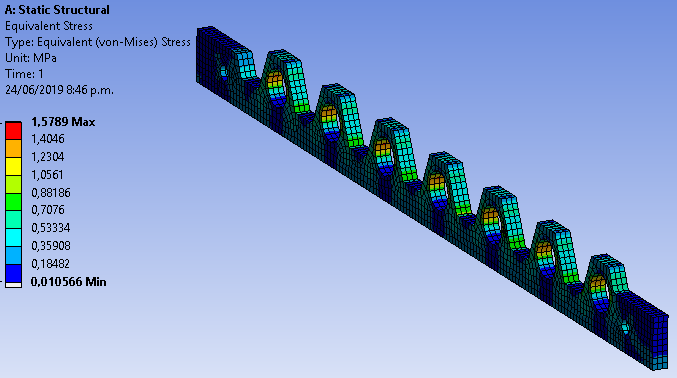 A: Static Structural
Equivalent Stress
Type: Equivalent (von-Mises) Stress
Unit: MPa
Time: 1
24/06/2019 8:46 p.m.
1,5789 Max
1,4046
1,2304
1,0561
0,88186
0,7076
0,53334
0,35908
0,18482
0,010566 Min